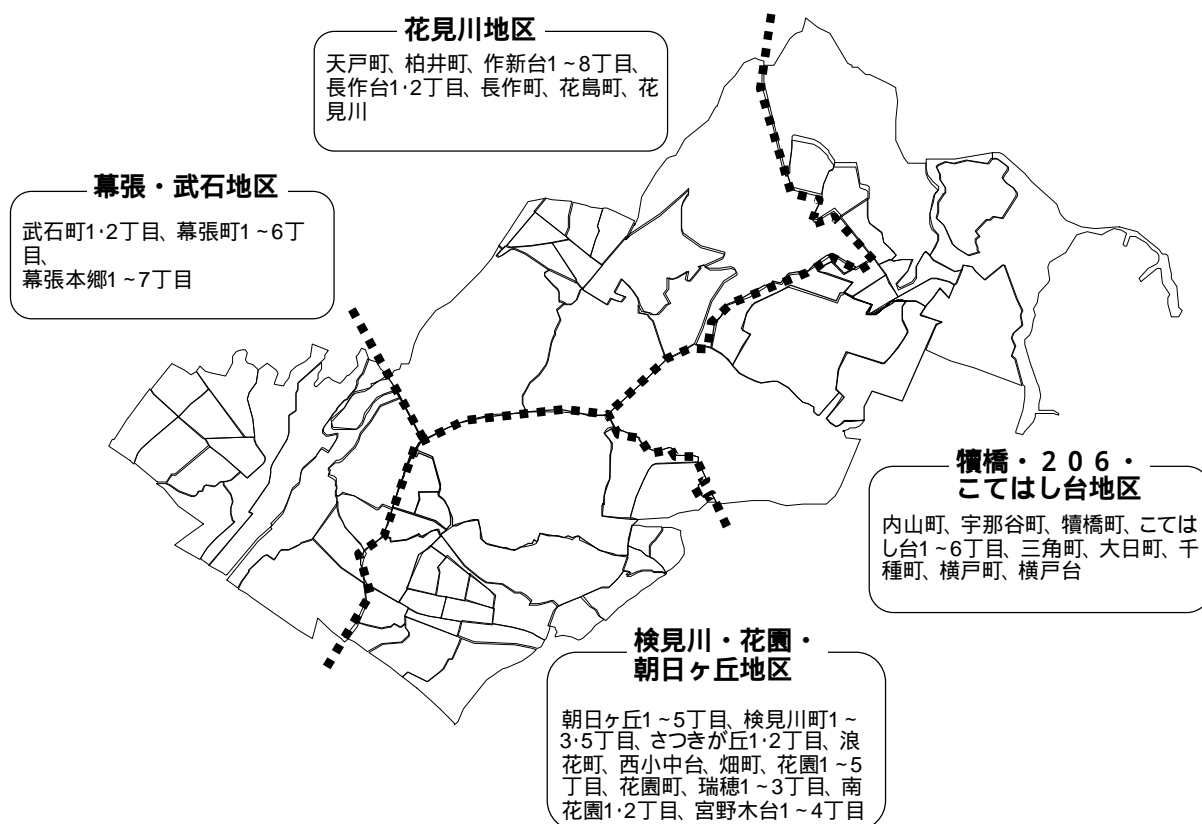 花見川地区
天戸町、柏井町、作新台1~8丁目、
長作台1・2丁目、長作町、花島町、花
見川
幕張・武石地区
武石町1・2丁目、幕張町1~6丁
目、
幕張本郷1~7丁目
犢橋・206・
こてはし台地区
内山町、宇那谷町、犢橋町、こては
し台1~6丁目、三角町、大日町、千
種町、横戸町、横戸台
検見川・花園・
朝日ヶ丘地区
朝日ヶ丘1~5丁目、検見川町1~
3・5丁目、さつきが丘1・2丁目、浪
花町、西小中台、畑町、花園1~5
丁目、花園町、瑞穂1~3丁目、南
花園1・2丁目、宮野木台1~4丁目